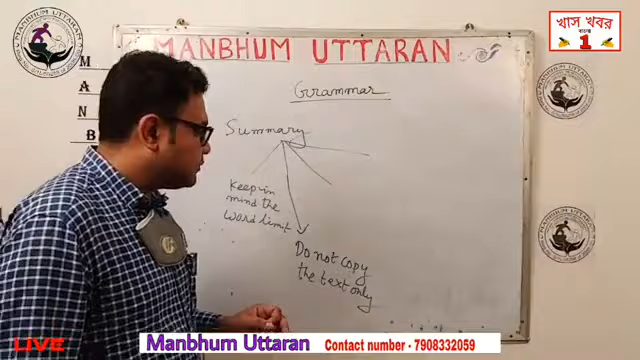 খাস খবর
বাংলা
1
MANBHUM UTTARAN
M
A
N
B
Grammar
Summary
Keep in
mind the
word limit
Do not copy
the text only
LIVE
Manbhum Uttaran Contact number - 7908332059